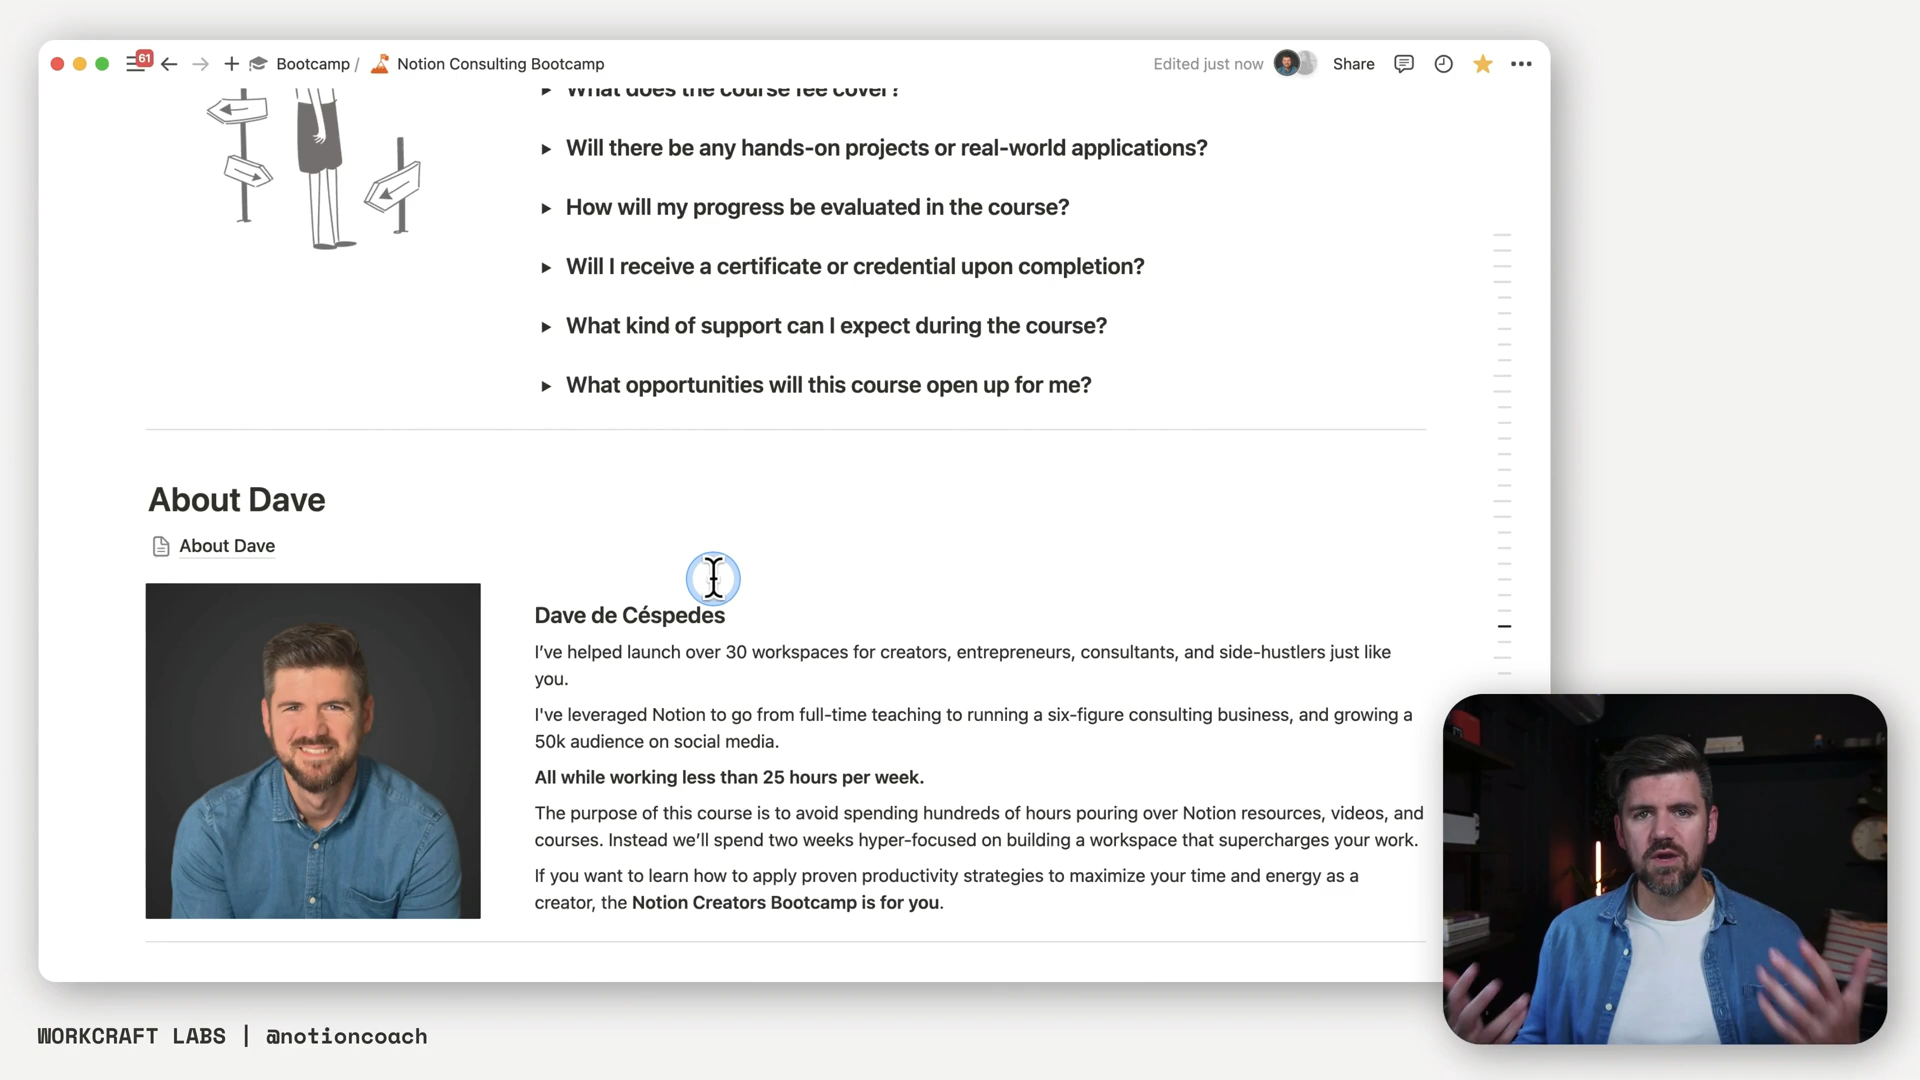 61
Bootcamp / Notion Consulting Bootcamp
Edited just now
Share
What does the course fee cover?
Will there be any hands-on projects or real-world applications?
How will my progress be evaluated in the course?
Will I receive a certificate or credential upon completion?
What kind of support can I expect during the course?
What opportunities will this course open up for me?
About Dave
About Dave
Dave de Céspedes
I’ve helped launch over 30 workspaces for creators, entrepreneurs, consultants, and side-hustlers just like
you.
I've leveraged Notion to go from full-time teaching to running a six-figure consulting business, and growing a
50k audience on social media.
All while working less than 25 hours per week.
The purpose of this course is to avoid spending hundreds of hours pouring over Notion resources, videos, and
courses. Instead we’ll spend two weeks hyper-focused on building a workspace that supercharges your work.
If you want to learn how to apply proven productivity strategies to maximize your time and energy as a
creator, the Notion Creators Bootcamp is for you.
WORKCRAFT LABS | @notioncoach